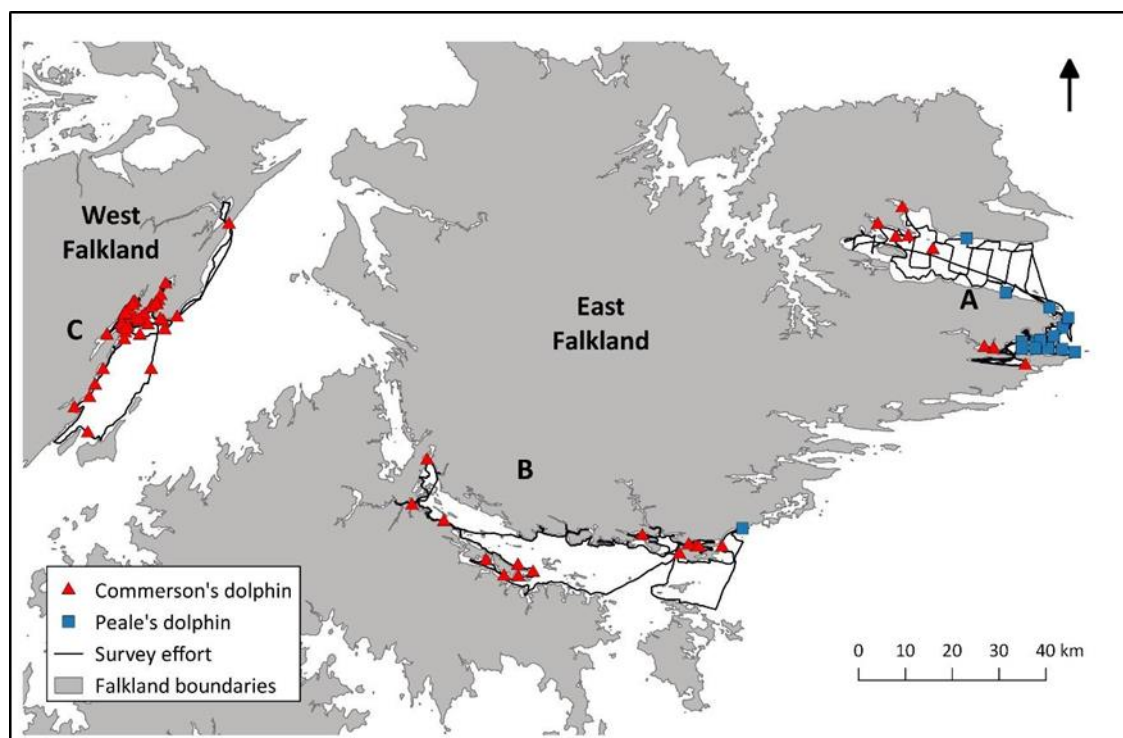 West
Falkland
C
East
Falkland
A
B
Commerson's dolphin
Peale's dolphin
Survey effort
Falkland boundaries
0 10 20 30 40 km